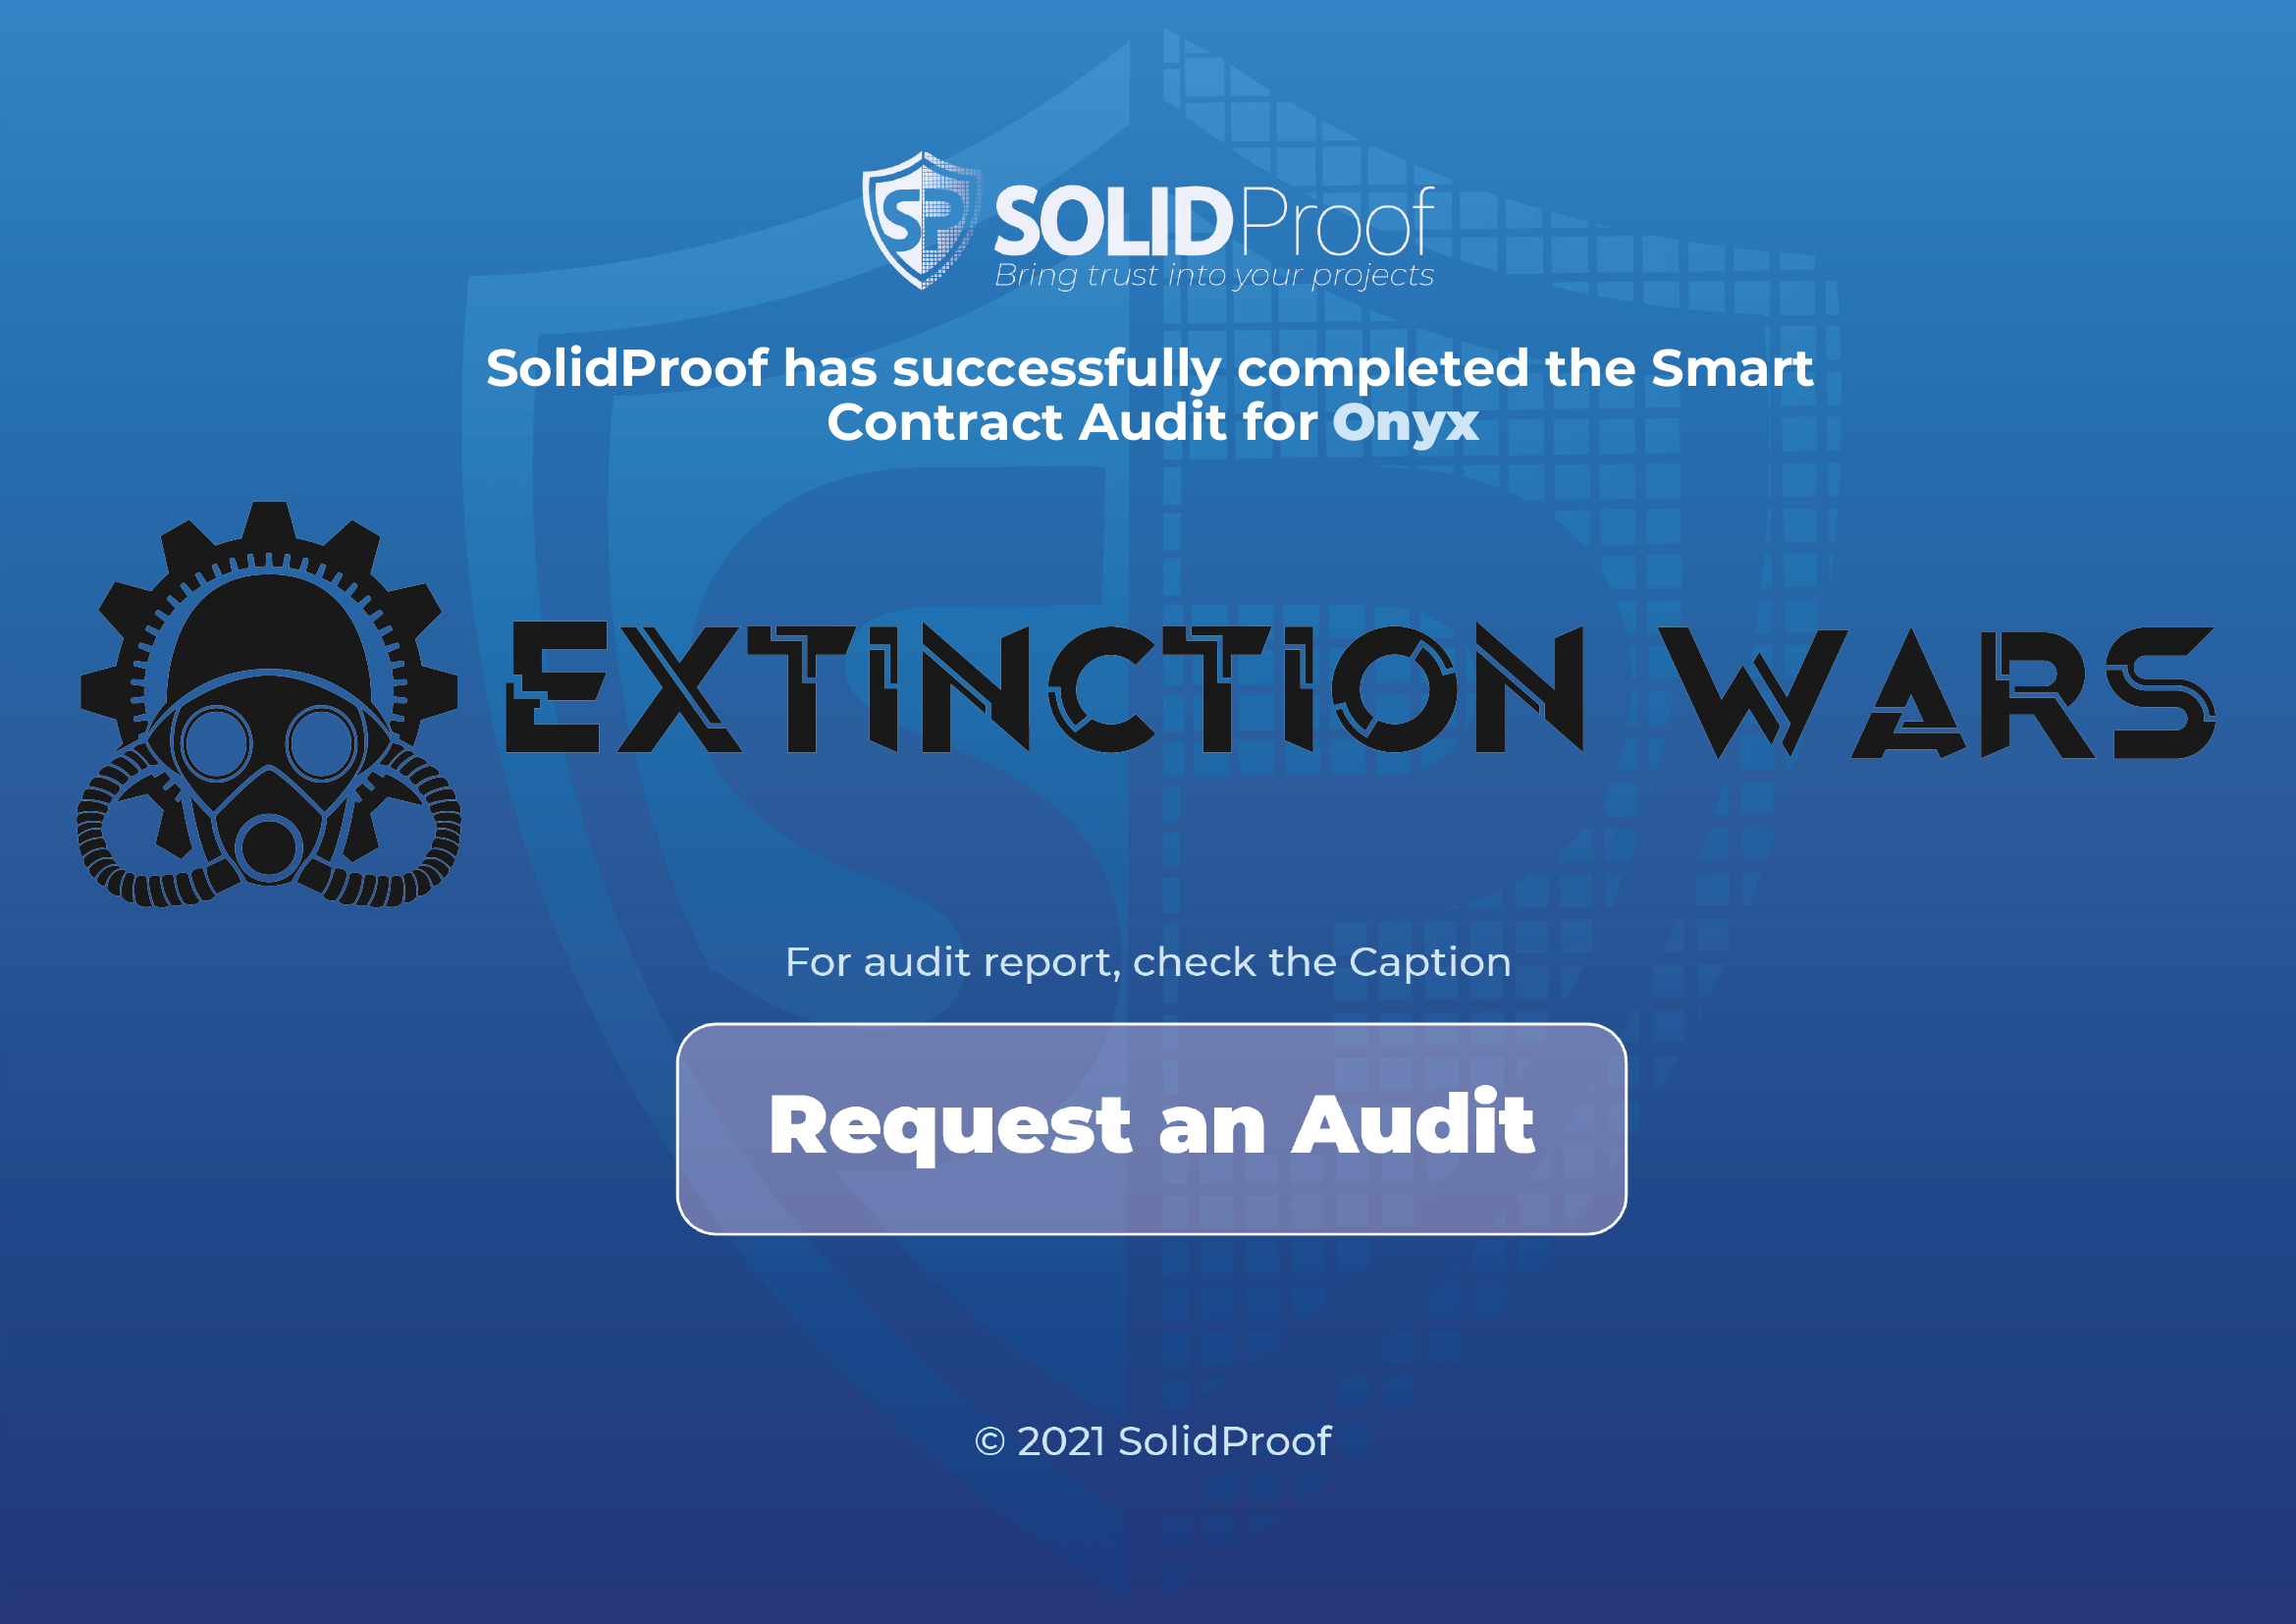 SP SOLIDProof
Bring trust into your projects
SolidProof has successfully completed the Smart
Contract Audit for Onyx
EXTINCTION WARS
For audit report, check the Caption
Request an Audit
© 2021 SolidProof